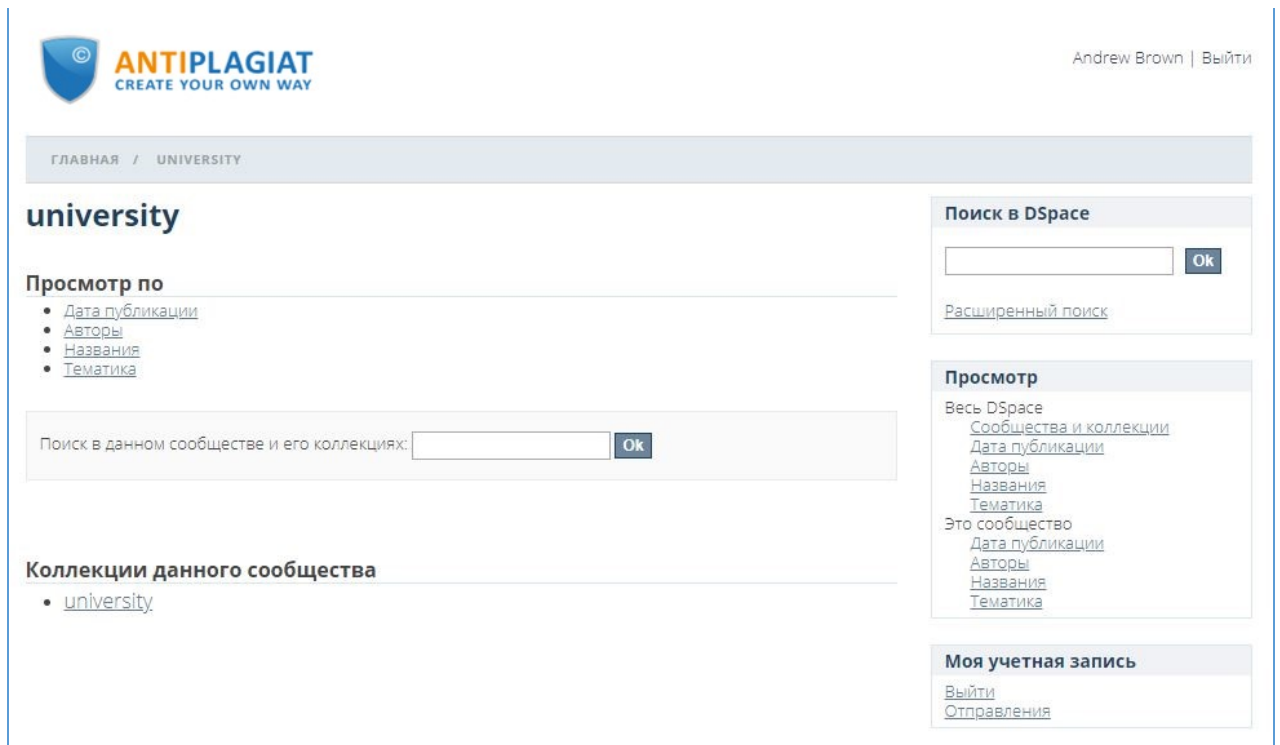 ©
ANTIPLAGIAT
CREATE YOUR OWN WAY
Andrew Brown | Выйти
ГЛАВНАЯ / UNIVERSITY
university
Просмотр по
Дата публикации
Авторы
Названия
Тематика
Поиск в данном сообществе и его коллекциях: Ok
Коллекции данного сообщества
university
Поиск в DSpace
Ok
Расширенный поиск
Просмотр
Весь DSpace
Сообщества и коллекции
Дата публикации
Авторы
Названия
Тематика
Это сообщество
Дата публикации
Авторы
Названия
Тематика
Моя учетная запись
Выйти
Отправления